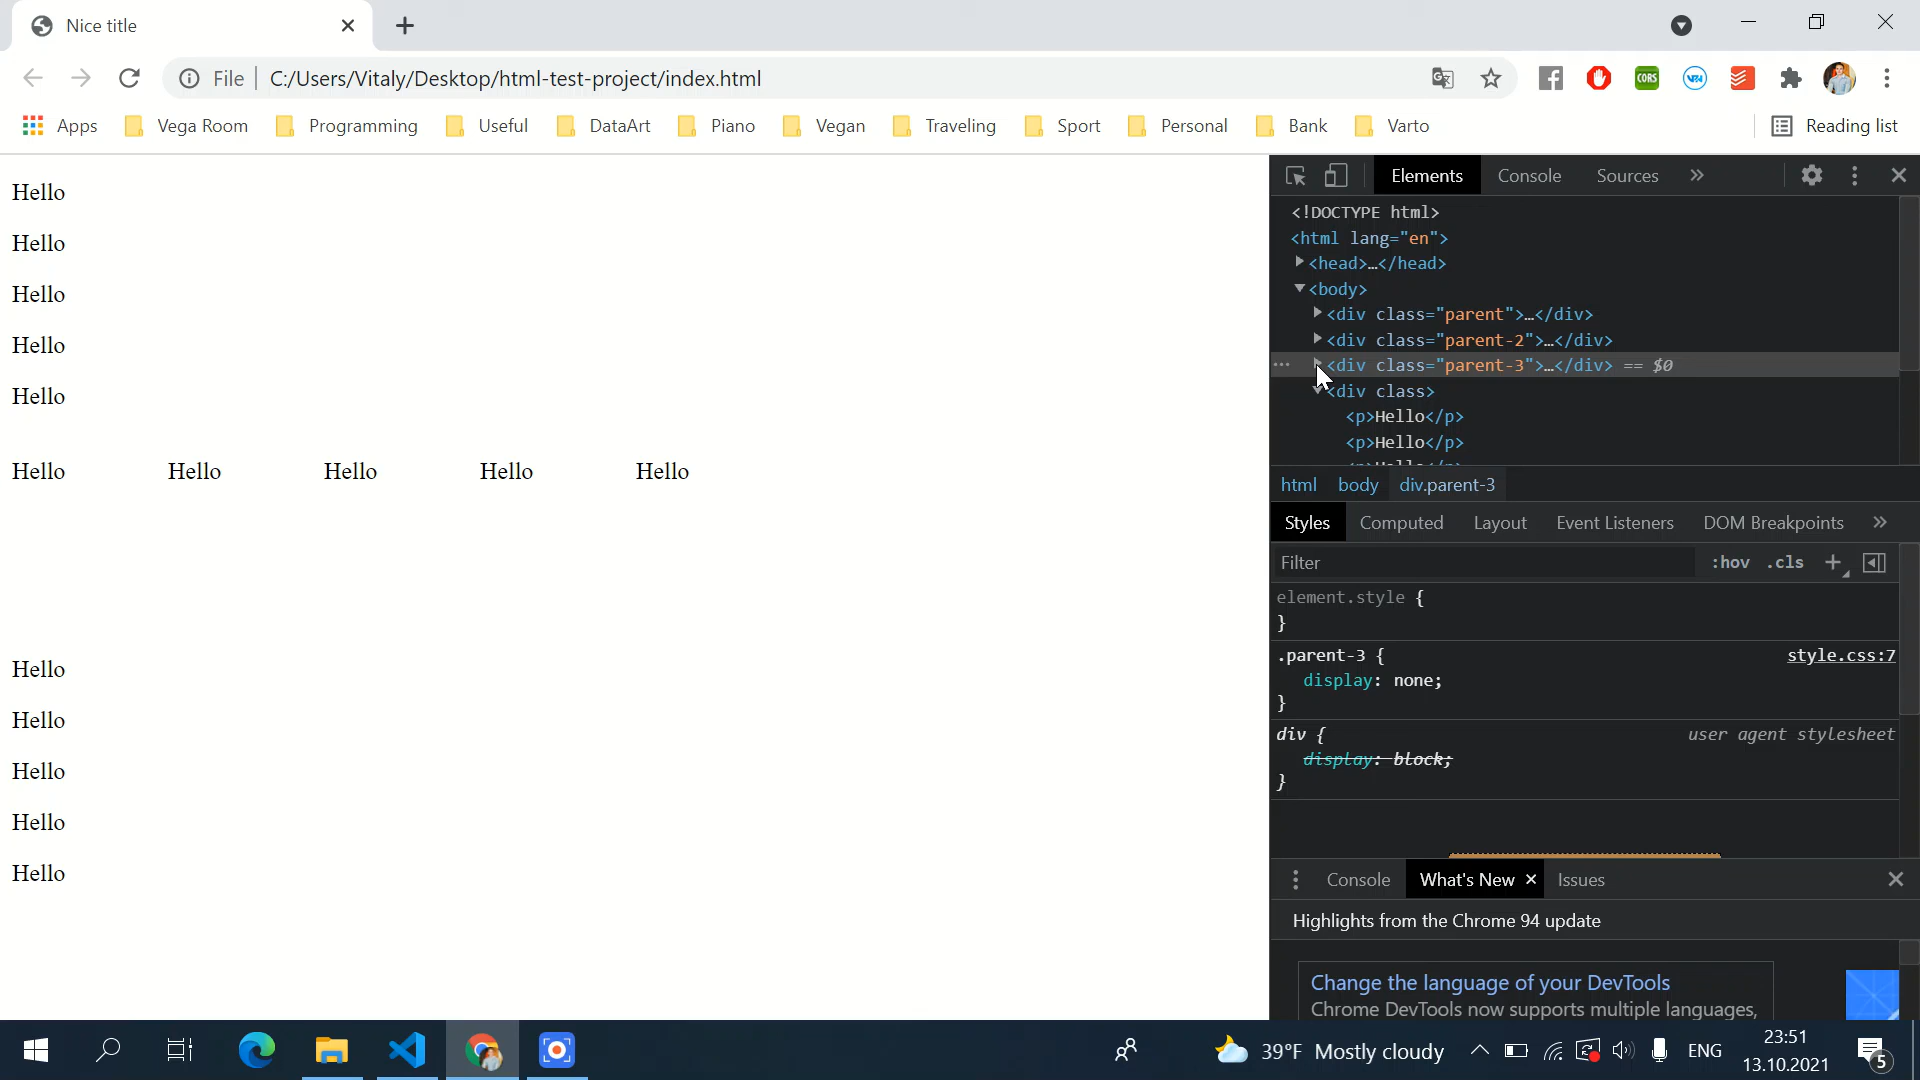 Nice title
File
C:/Users/Vitaly/Desktop/html-test-project/index.html
CORS
Apps
Vega Room
Programming
Useful
DataArt
Piano
Vegan
Traveling
Sport
Personal
Bank
Varto
Reading list
Hello
Hello
Hello
Hello
Hello
Hello Hello Hello Hello Hello
Hello
Hello
Hello
Hello
Hello
Elements Console Sources »
<!DOCTYPE html>
<html lang="en">
<head>…</head>
<body>
<div class="parent">…</div>
<div class="parent-2">…</div>
<div class="parent-3">…</div> == $0
<div class>
<p>Hello</p>
<p>Hello</p>
html body div.parent-3
Styles Computed Layout Event Listeners DOM Breakpoints »
Filter
:hov .cls +
element.style {
}
.parent-3 {
style.css:7
display: none;
}
div {
user agent stylesheet
display: block;
}
Console What's New × Issues
Highlights from the Chrome 94 update
Change the language of your DevTools
Chrome DevTools now supports multiple languages,
39°F Mostly cloudy
ENG
23:51
13.10.2021
5